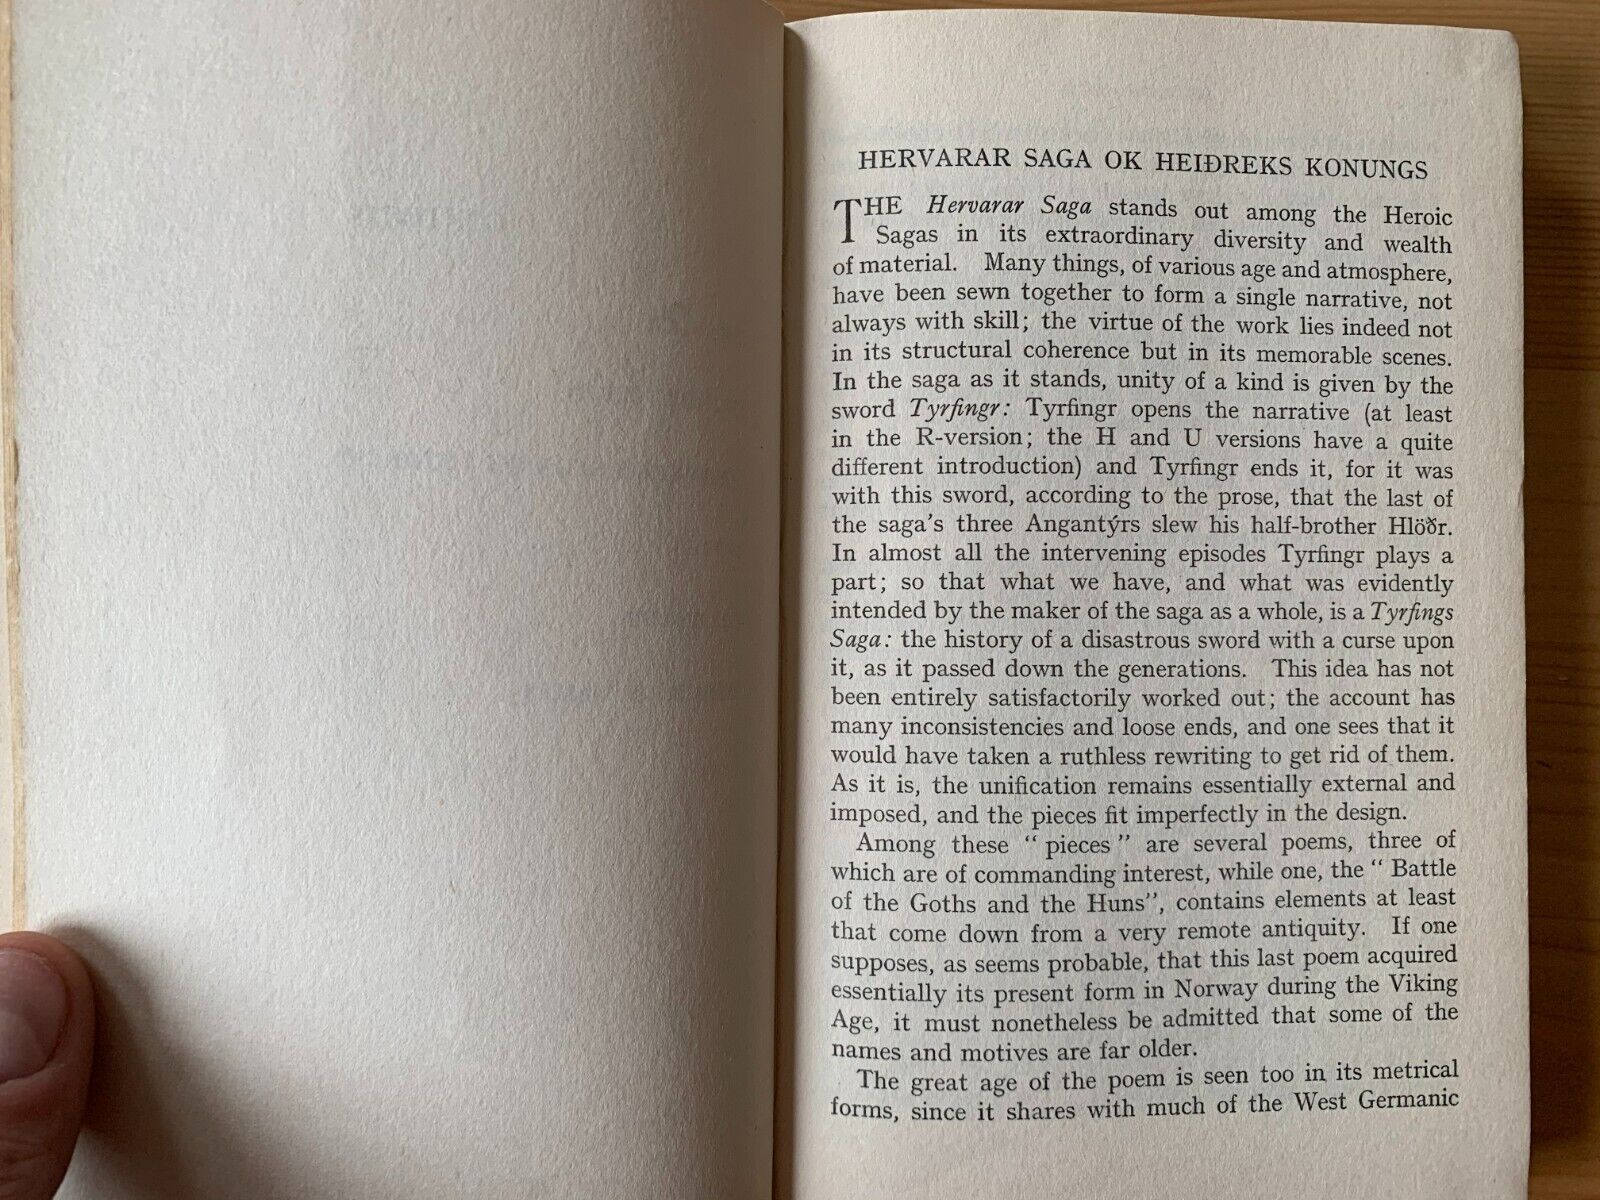 HERVARAR SAGA OK HEIÐREKS KONUNGS
THE Hervarar Saga stands out among the Heroic
Sagas in its extraordinary diversity and wealth
of material. Many things, of various age and atmosphere,
have been sewn together to form a single narrative, not
always with skill; the virtue of the work lies indeed not
in its structural coherence but in its memorable scenes.
In the saga as it stands, unity of a kind is given by the
sword Tyrfingr: Tyrfingr opens the narrative (at least
in the R-version; the H and U versions have a quite
different introduction) and Tyrfingr ends it, for it was
with this sword, according to the prose, that the last of
the saga's three Angantýrs slew his half-brother Hlöðr.
In almost all the intervening episodes Tyrfingr plays a
part; so that what we have, and what was evidently
intended by the maker of the saga as a whole, is a Tyrfings
Saga: the history of a disastrous sword with a curse upon
it, as it passed down the generations. This idea has not
been entirely satisfactorily worked out; the account has
many inconsistencies and loose ends, and one sees that it
would have taken a ruthless rewriting to get rid of them.
As it is, the unification remains essentially external and
imposed, and the pieces fit imperfectly in the design.
Among these " pieces " are several poems, three of
which are of commanding interest, while one, the " Battle
of the Goths and the Huns", contains elements at least
that come down from a very remote antiquity. If one
supposes, as seems probable, that this last poem acquired
essentially its present form in Norway during the Viking
Age, it must nonetheless be admitted that some of the
names and motives are far older.
The great age of the poem is seen too in its metrical
forms, since it shares with much of the West Germanic